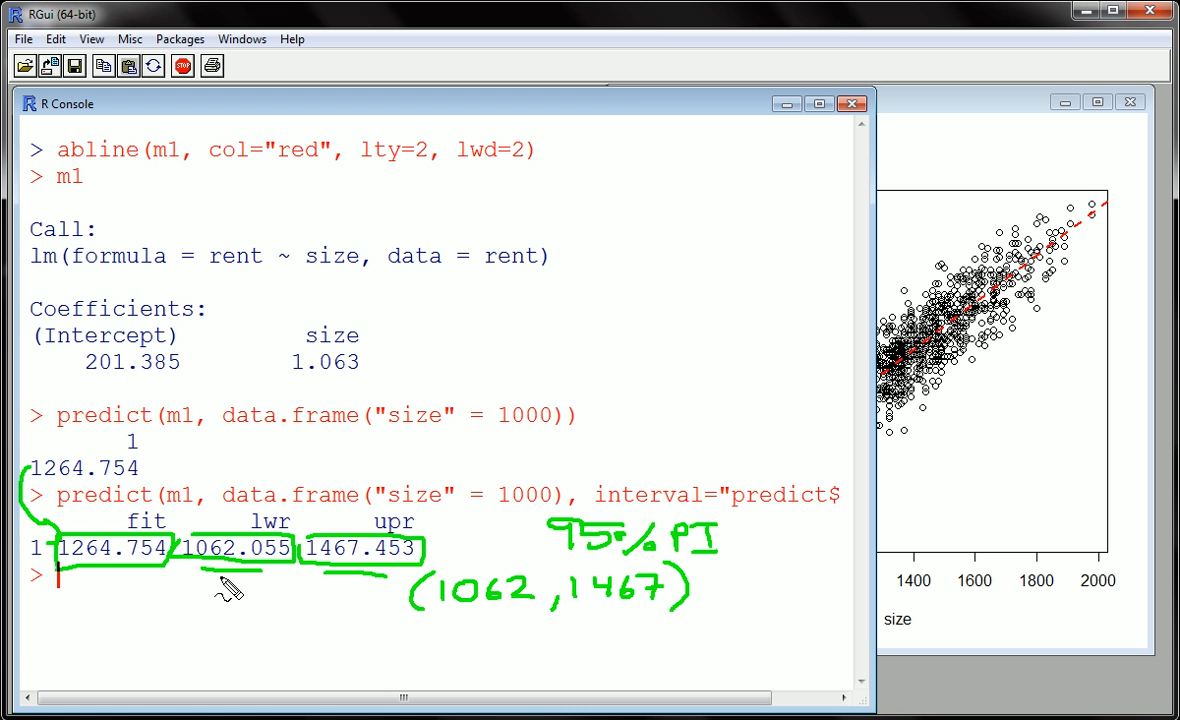 RGui (64-bit)
File Edit View Misc Packages Windows Help
STOP
R Console
> abline(m1, col="red", lty=2, lwd=2)
> m1
Call:
lm(formula = rent ~ size, data = rent)
Coefficients:
(Intercept) size
201.385 1.063
> predict(m1, data.frame("size" = 1000))
1
1264.754
> predict(m1, data.frame("size" = 1000), interval="predict$
fit lwr upr
1 1264.754 1062.055 1467.453
>
95% PI
(1062, 1467)
1400 1600 1800 2000
size